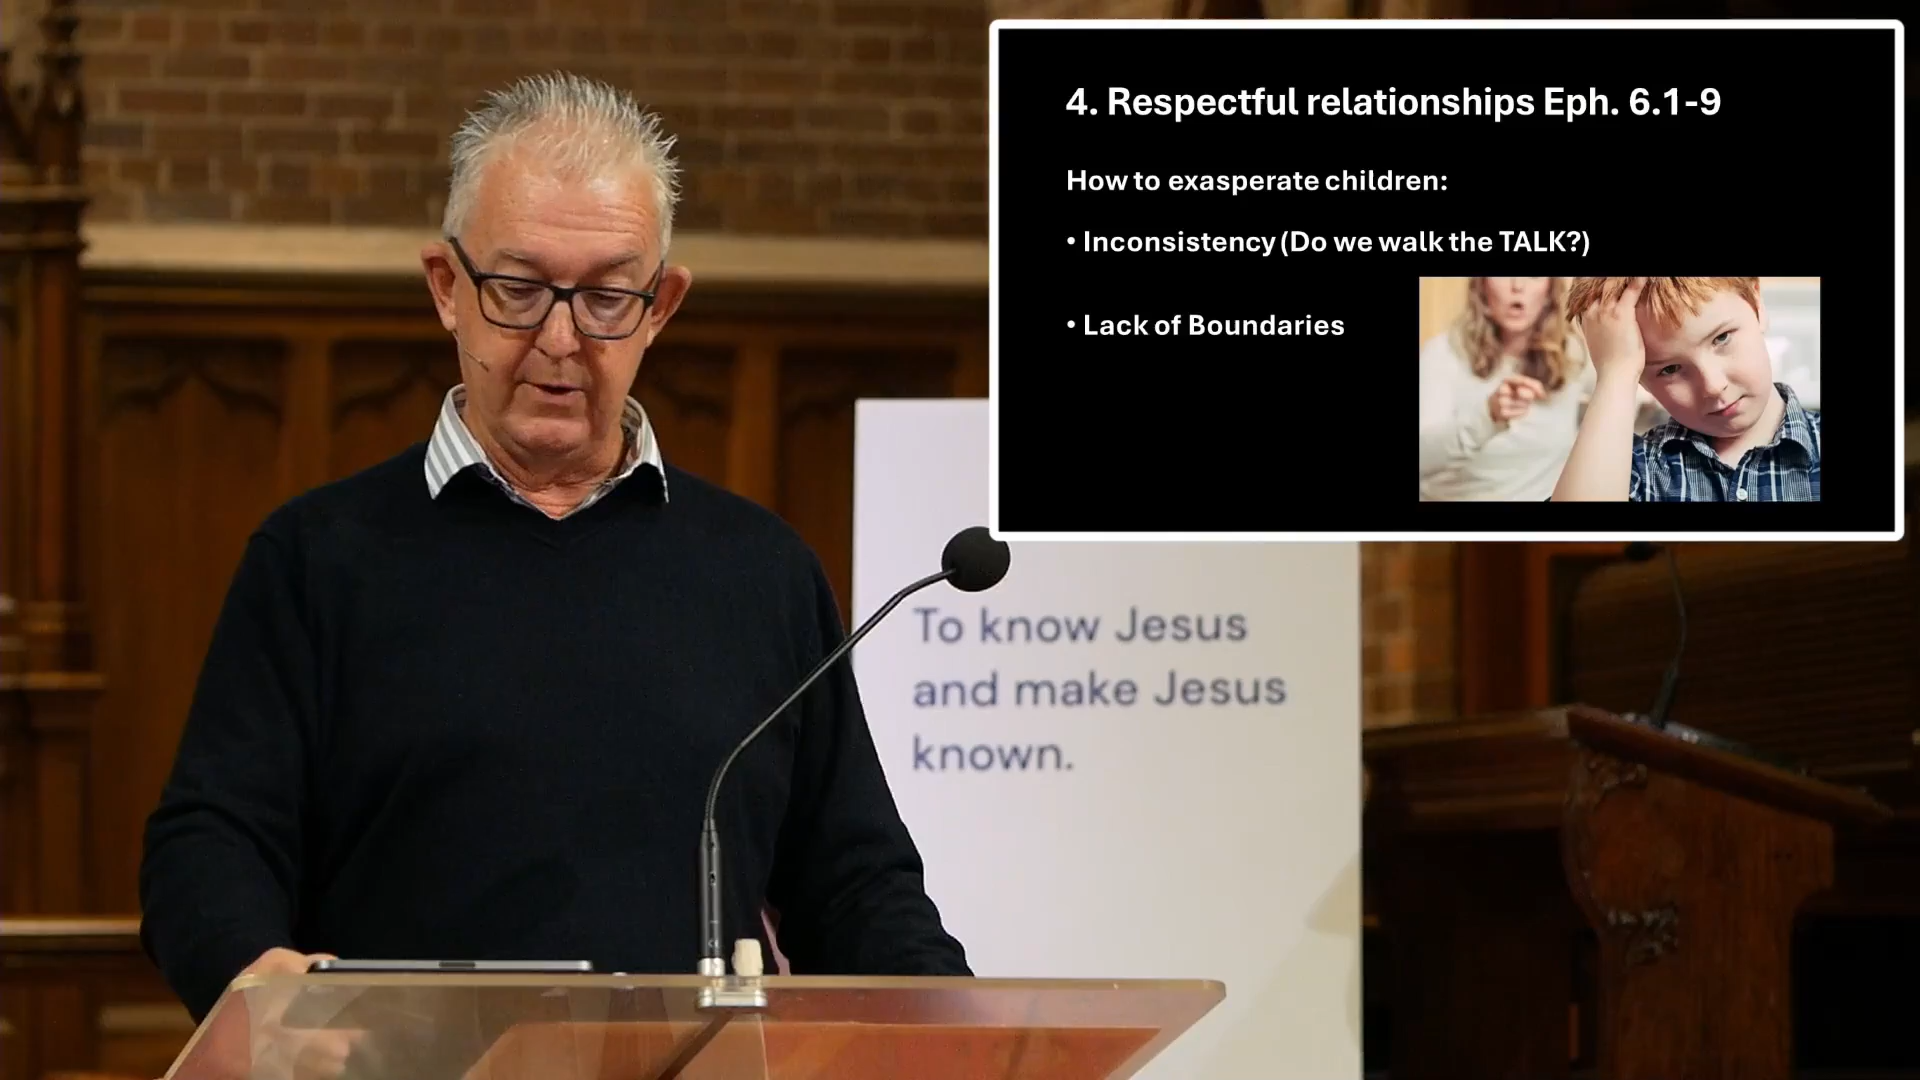 4. Respectful relationships Eph. 6.1-9
How to exasperate children:
• Inconsistency (Do we walk the TALK?)
• Lack of Boundaries
To know Jesus
and make Jesus
known.